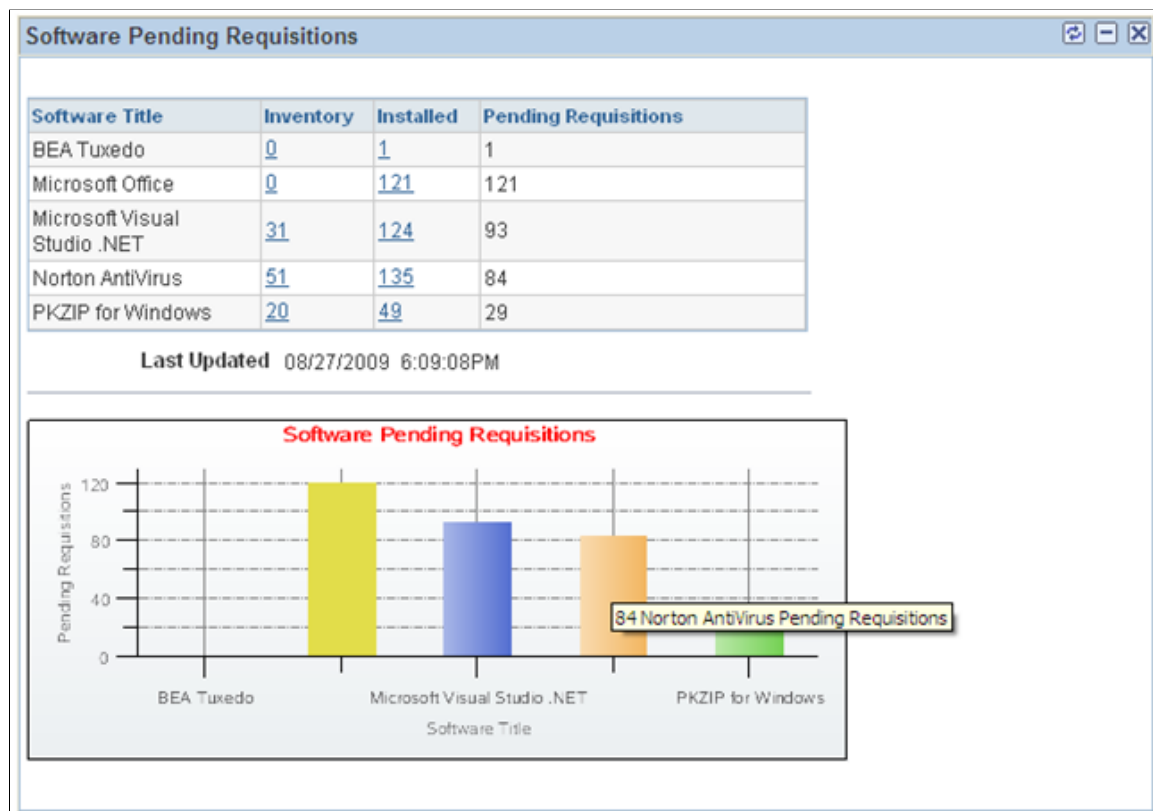 Software Pending Requisitions
Software Title Inventory Installed Pending Requisitions
BEA Tuxedo 0 1 1
Microsoft Office 0 121 121
Microsoft Visual
Studio .NET 31 124 93
Norton AntiVirus 51 135 84
PKZIP for Windows 20 49 29
Last Updated 08/27/2009 6:09:08PM
Software Pending Requisitions
Pending Requisitions
120
80
40
0
84 Norton AntiVirus Pending Requisitions
BEA Tuxedo Microsoft Visual Studio .NET PKZIP for Windows
Software Title